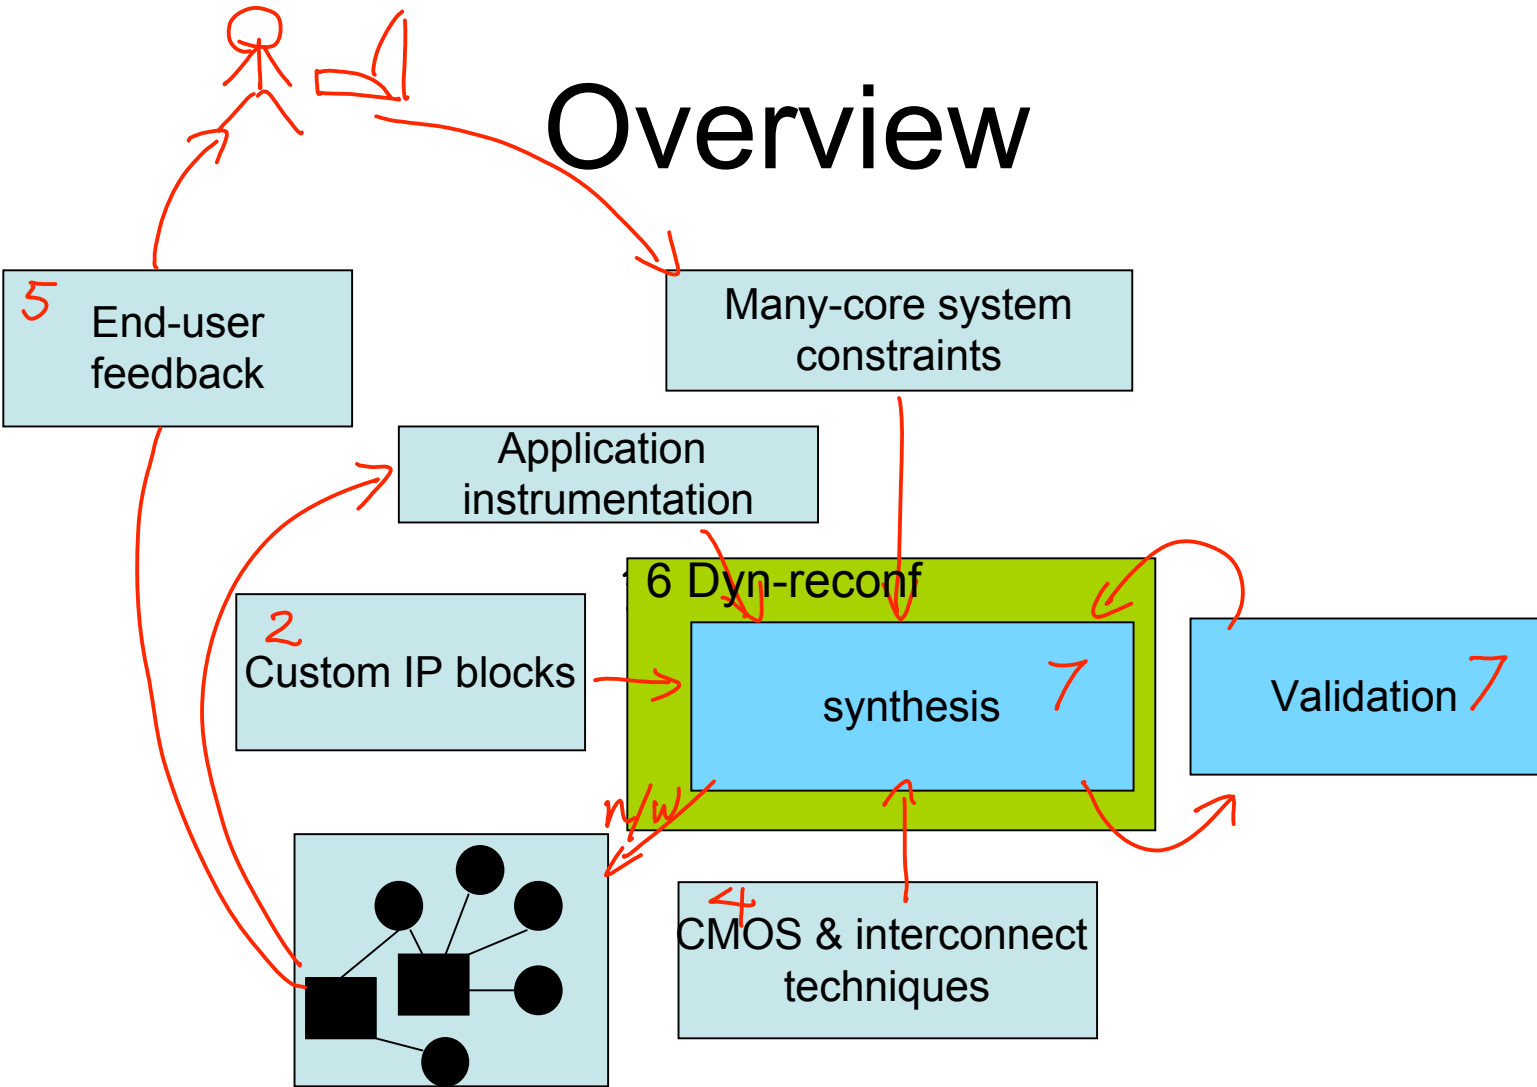 Overview
5
End-user
feedback
Many-core system
constraints
Application
instrumentation
6 Dyn-reconf
2
Custom IP blocks
synthesis 7
Validation 7
n/w
4
CMOS & interconnect
techniques